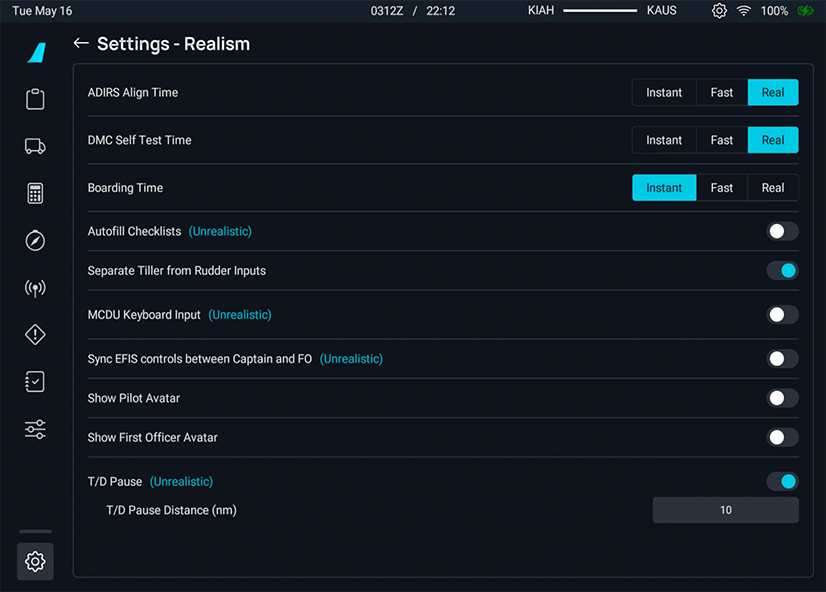 Tue May 16 0312Z / 22:12 KIAH KAUS 100%
Settings - Realism
ADIRS Align Time Instant Fast Real
DMC Self Test Time Instant Fast Real
Boarding Time Instant Fast Real
Autofill Checklists (Unrealistic)
Separate Tiller from Rudder Inputs
MCDU Keyboard Input (Unrealistic)
Sync EFIS controls between Captain and FO (Unrealistic)
Show Pilot Avatar
Show First Officer Avatar
T/D Pause (Unrealistic)
T/D Pause Distance (nm) 10